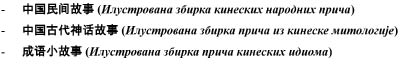 - 中国民间故事 (Илустрована збирка кинеских народних прича)
- 中国古代神话故事 (Илустрована збирка прича из кинеске митологије)
- 成语小故事 (Илустрована збирка прича кинеских идиома)